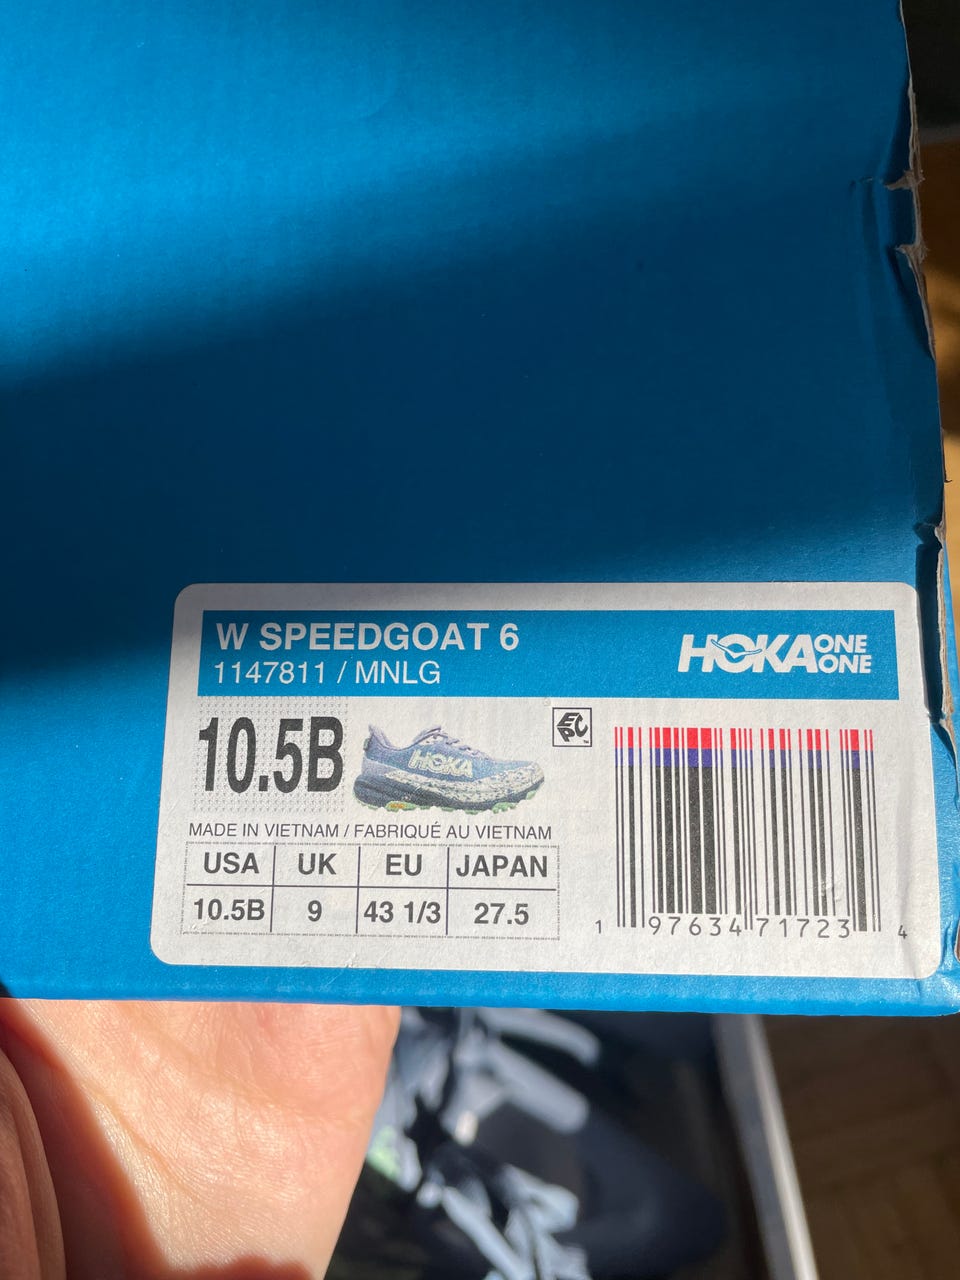 W SPEEDGOAT 6
1147811 / MNLG
HOKA ONE ONE
10.5B
HOKA
EPC
MADE IN VIETNAM / FABRIQUÉ AU VIETNAM
USA UK EU JAPAN
10.5B 9 43 1/3 27.5
1 97634 71723 4